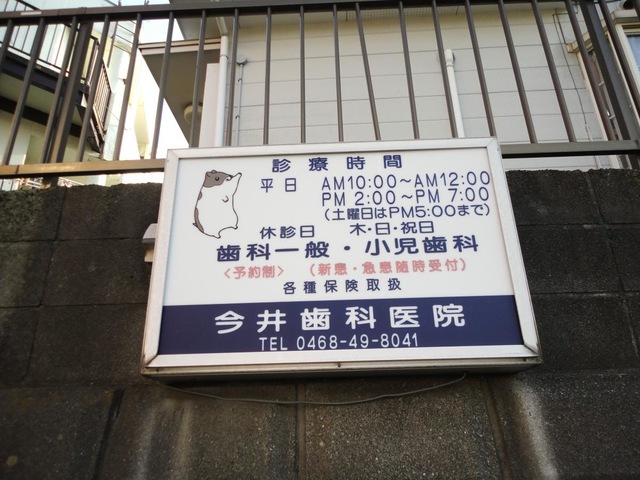 診療時間
平日 AM10:00～AM12:00
PM 2:00～PM 7:00
(土曜日はPM5:00まで)
休診日 木・日・祝日
歯科一般・小児歯科
<予約制> (新患・急患随時受付)
各種保険取扱
今井歯科医院
TEL 0468-49-8041